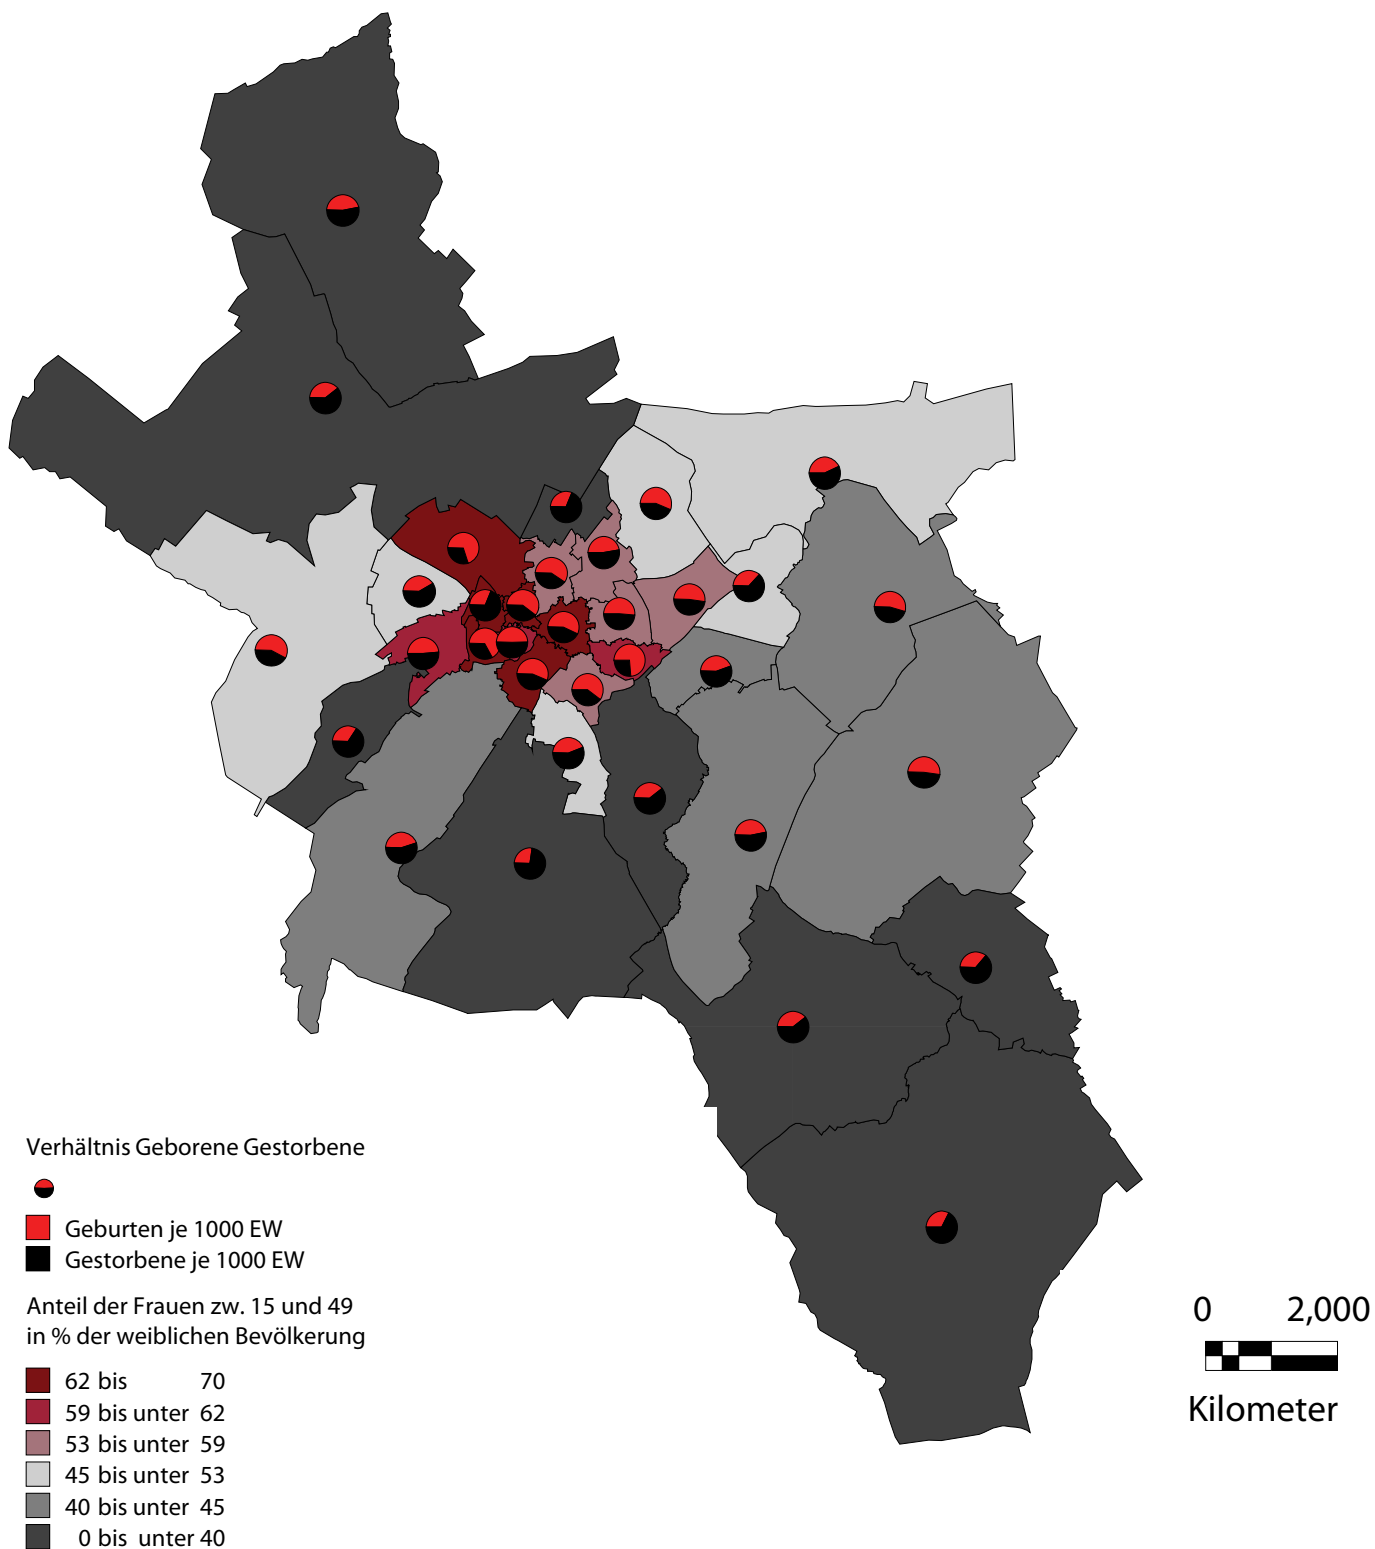 Verhältnis Geborene Gestorbene
Geburten je 1000 EW
Gestorbene je 1000 EW
Anteil der Frauen zw. 15 und 49
in % der weiblichen Bevölkerung
62 bis 70
59 bis unter 62
53 bis unter 59
45 bis unter 53
40 bis unter 45
0 bis unter 40
0 2,000
Kilometer